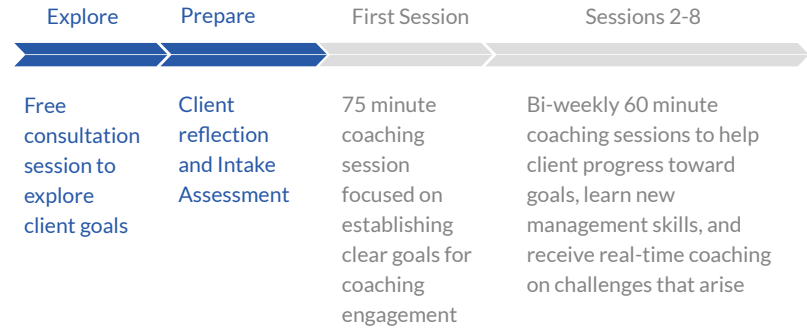 Explore
Prepare
First Session
Sessions 2-8
Free
consultation
session to
explore
client goals
Client
reflection
and Intake
Assessment
75 minute
coaching
session
focused on
establishing
clear goals for
coaching
engagement
Bi-weekly 60 minute
coaching sessions to help
client progress toward
goals, learn new
management skills, and
receive real-time coaching
on challenges that arise